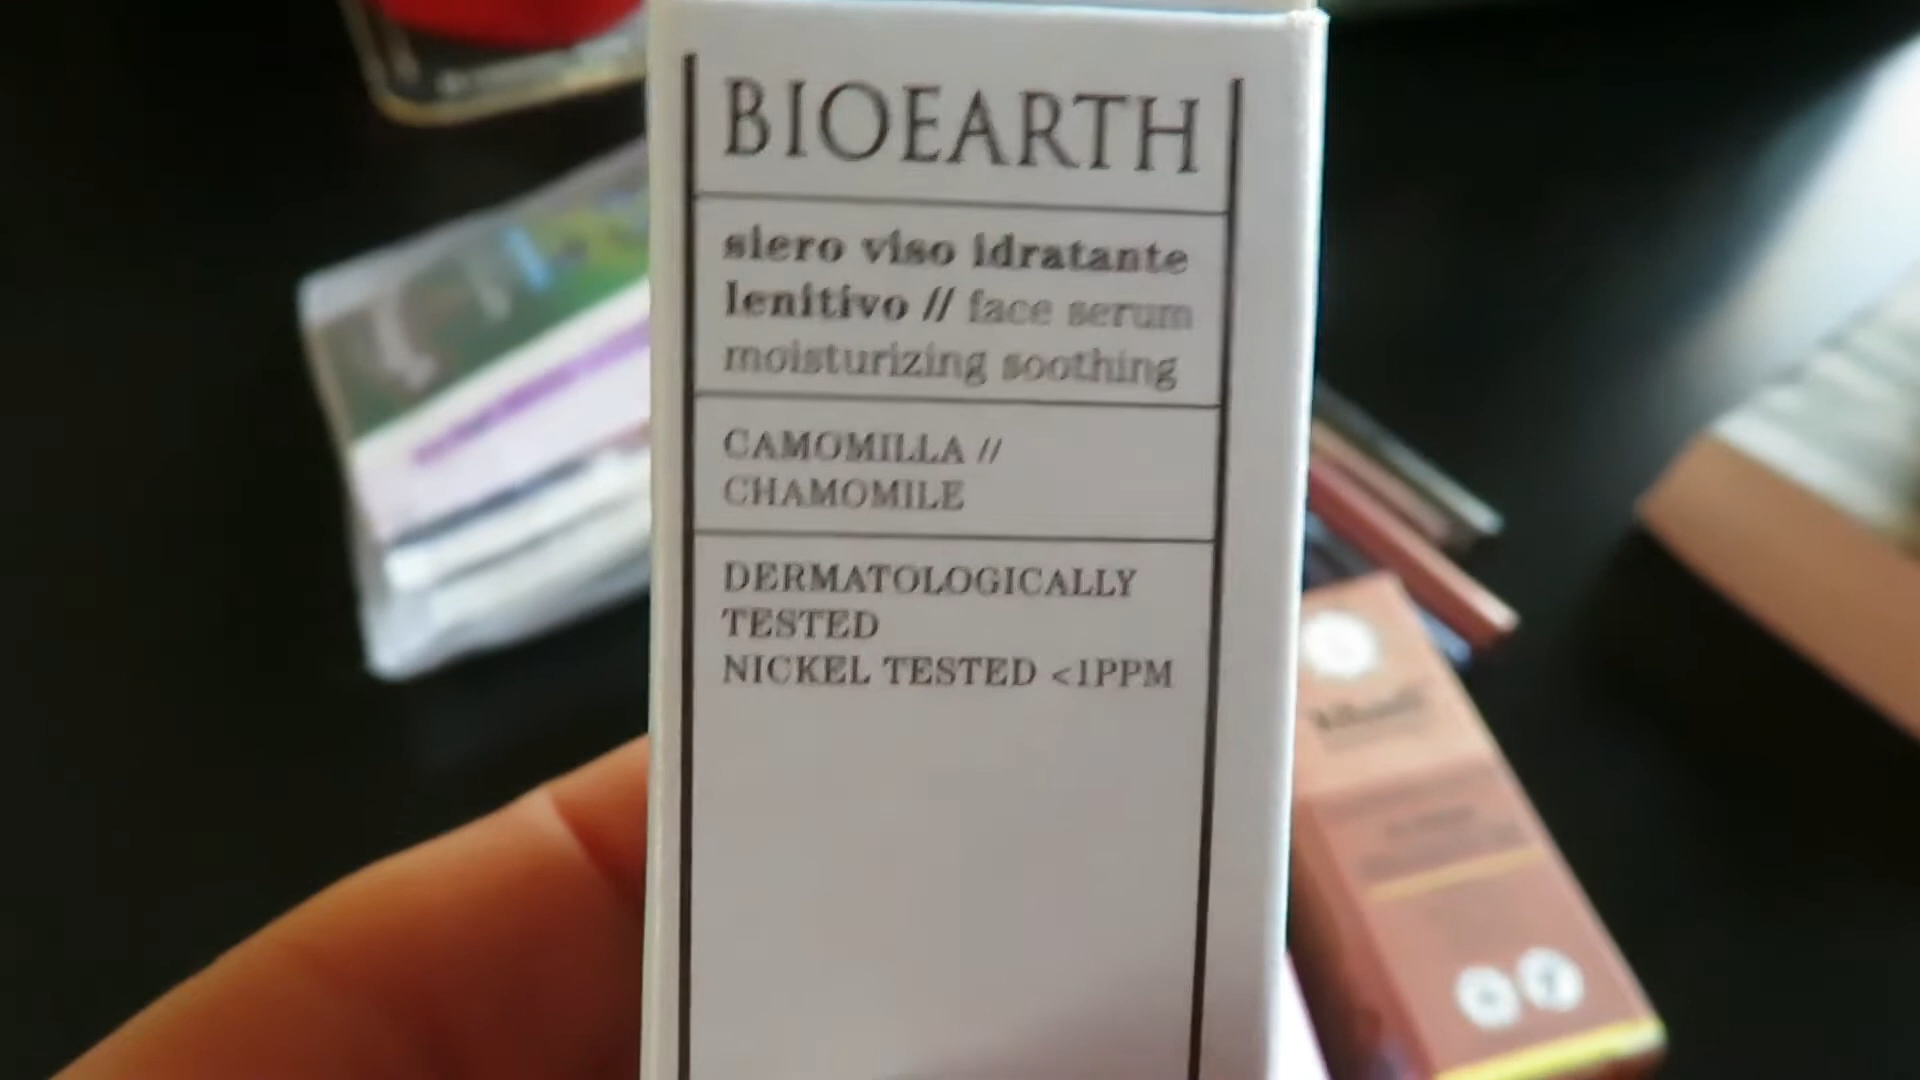 BIOEARTH
siero viso idratante
lenitivo // face serum
moisturizing soothing
CAMOMILLA //
CHAMOMILE
DERMATOLOGICALLY
TESTED
NICKEL TESTED <1PPM